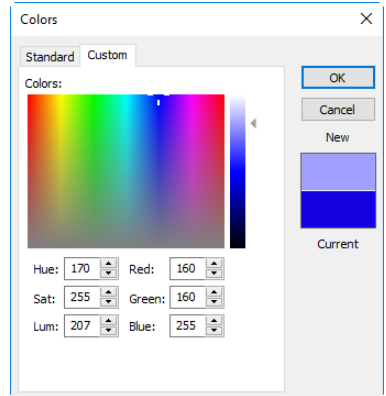 Colors
Standard Custom
Colors:
OK
Cancel
New
Current
Hue: 170 Red: 160
Sat: 255 Green: 160
Lum: 207 Blue: 255